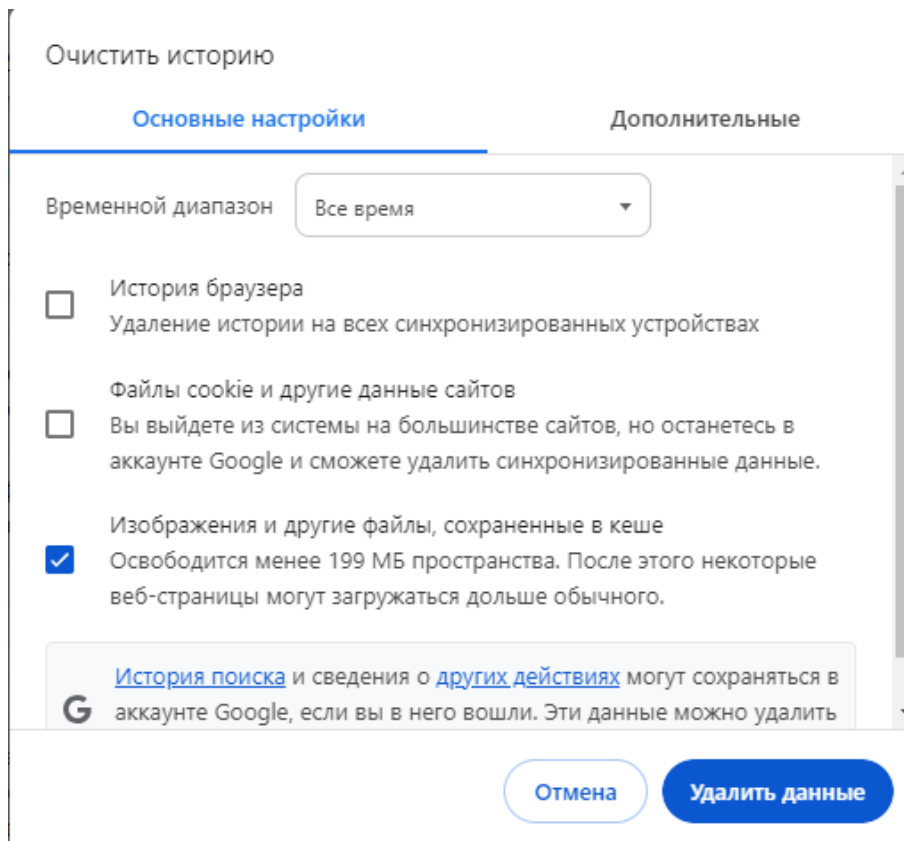 Очистить историю
Основные настройки
Дополнительные
Временной диапазон
Все время
История браузера
Удаление истории на всех синхронизированных устройствах
Файлы cookie и другие данные сайтов
Вы выйдете из системы на большинстве сайтов, но останетесь в
аккаунте Google и сможете удалить синхронизированные данные.
Изображения и другие файлы, сохраненные в кеше
Освободится менее 199 МБ пространства. После этого некоторые
веб-страницы могут загружаться дольше обычного.
История поиска и сведения о других действиях могут сохраняться в
аккаунте Google, если вы в него вошли. Эти данные можно удалить
Отмена
Удалить данные